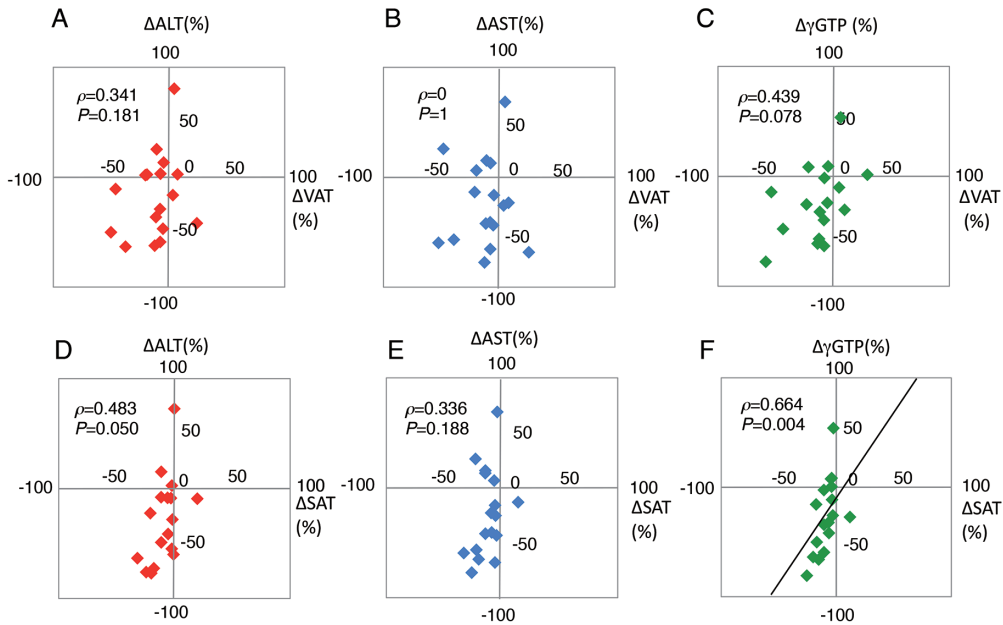 A
ΔALT(%)
100
ρ=0.341
P=0.181
50
-50
0
50
-100
100
ΔVAT
(%)
-50
-100
B
ΔAST(%)
100
ρ=0
P=1
50
-50
0
50
-100
100
ΔVAT
(%)
-50
-100
C
ΔγGTP (%)
100
ρ=0.439
P=0.078
50
-50
0
50
-100
100
ΔVAT
(%)
-50
-100
D
ΔALT(%)
100
ρ=0.483
P=0.050
50
-50
0
50
-100
100
ΔSAT
(%)
-50
-100
E
ΔAST(%)
100
ρ=0.336
P=0.188
50
-50
0
50
-100
100
ΔSAT
(%)
-50
-100
F
ΔγGTP(%)
100
ρ=0.664
P=0.004
50
-50
0
50
-100
100
ΔSAT
(%)
-50
-100